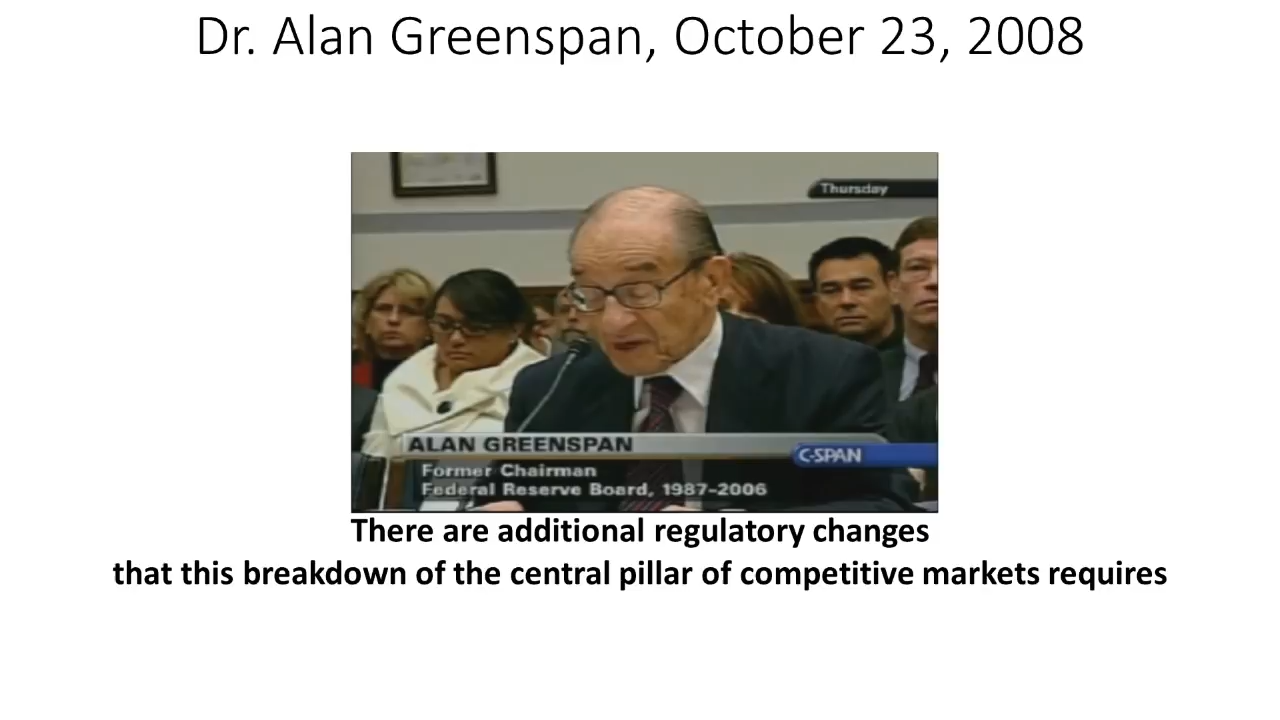 Dr. Alan Greenspan, October 23, 2008
Thursday
ALAN GREENSPAN
C-SPAN
Former Chairman
Federal Reserve Board, 1987-2006
There are additional regulatory changes
that this breakdown of the central pillar of competitive markets requires